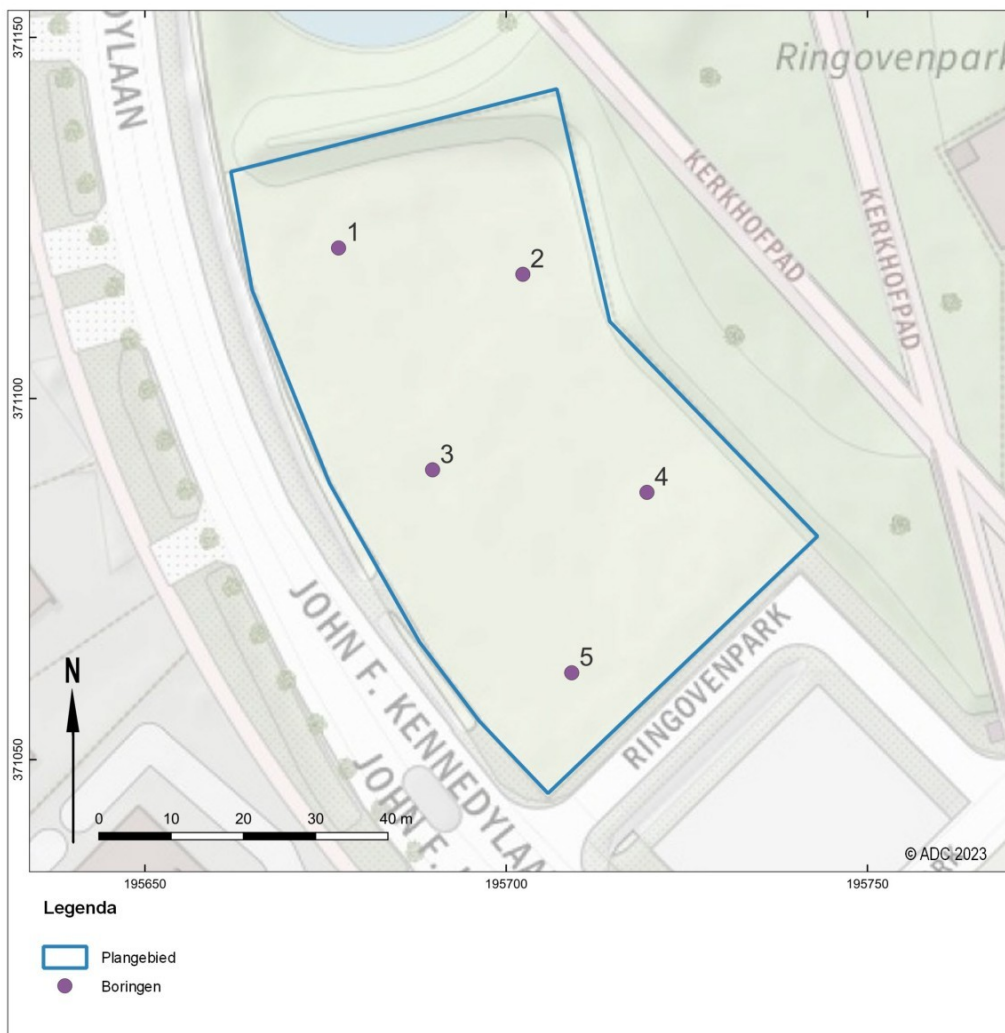 371150
371100
371050
DYLAAN
Ringovenpark
KERKHOFPAD
KERKHOFPAD
1
2
3
4
5
JOHN F. KENNEDYLAA
JOHN F.
RINGOVENPARK
N
0 10 20 30 40 m
© ADC 2023
195650 195700 195750
Legenda
Plangebied
Boringen